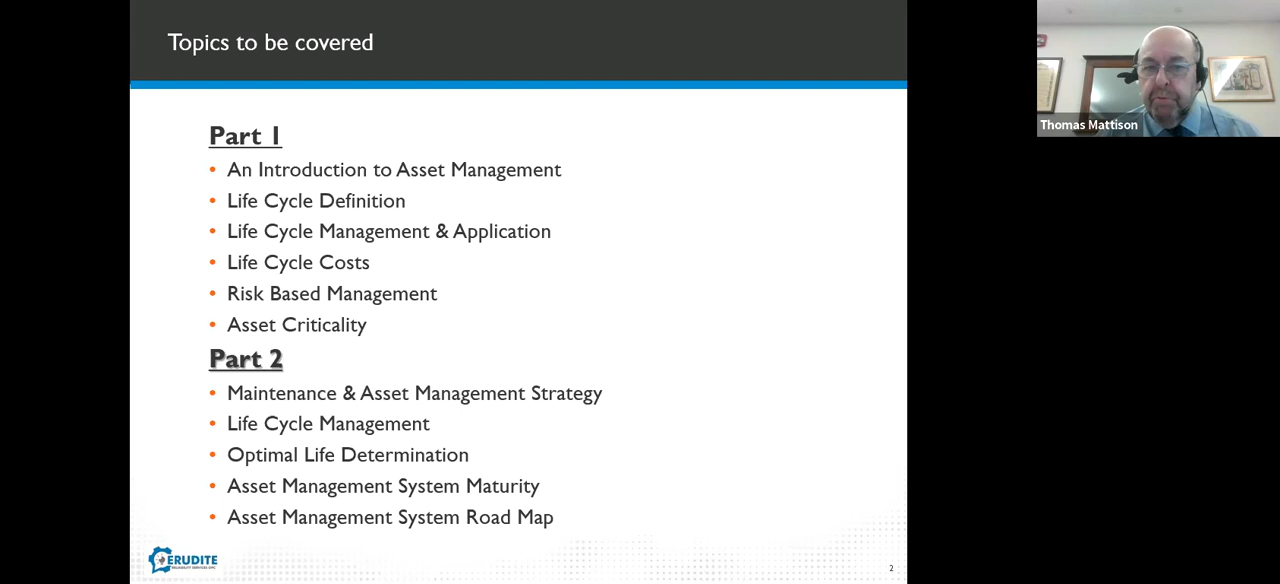 Topics to be covered
Part 1
• An Introduction to Asset Management
• Life Cycle Definition
• Life Cycle Management & Application
• Life Cycle Costs
• Risk Based Management
• Asset Criticality
Part 2
• Maintenance & Asset Management Strategy
• Life Cycle Management
• Optimal Life Determination
• Asset Management System Maturity
• Asset Management System Road Map
ERUDITE
RELIABILITY SERVICES
2
Thomas Mattison